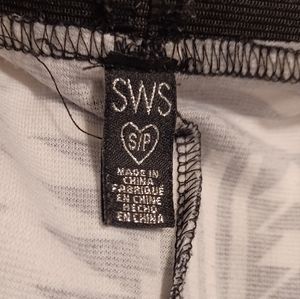 SWS
S/P
MADE IN
CHINA
FABRIQUÉ
EN CHINE
HECHO
EN CHINA